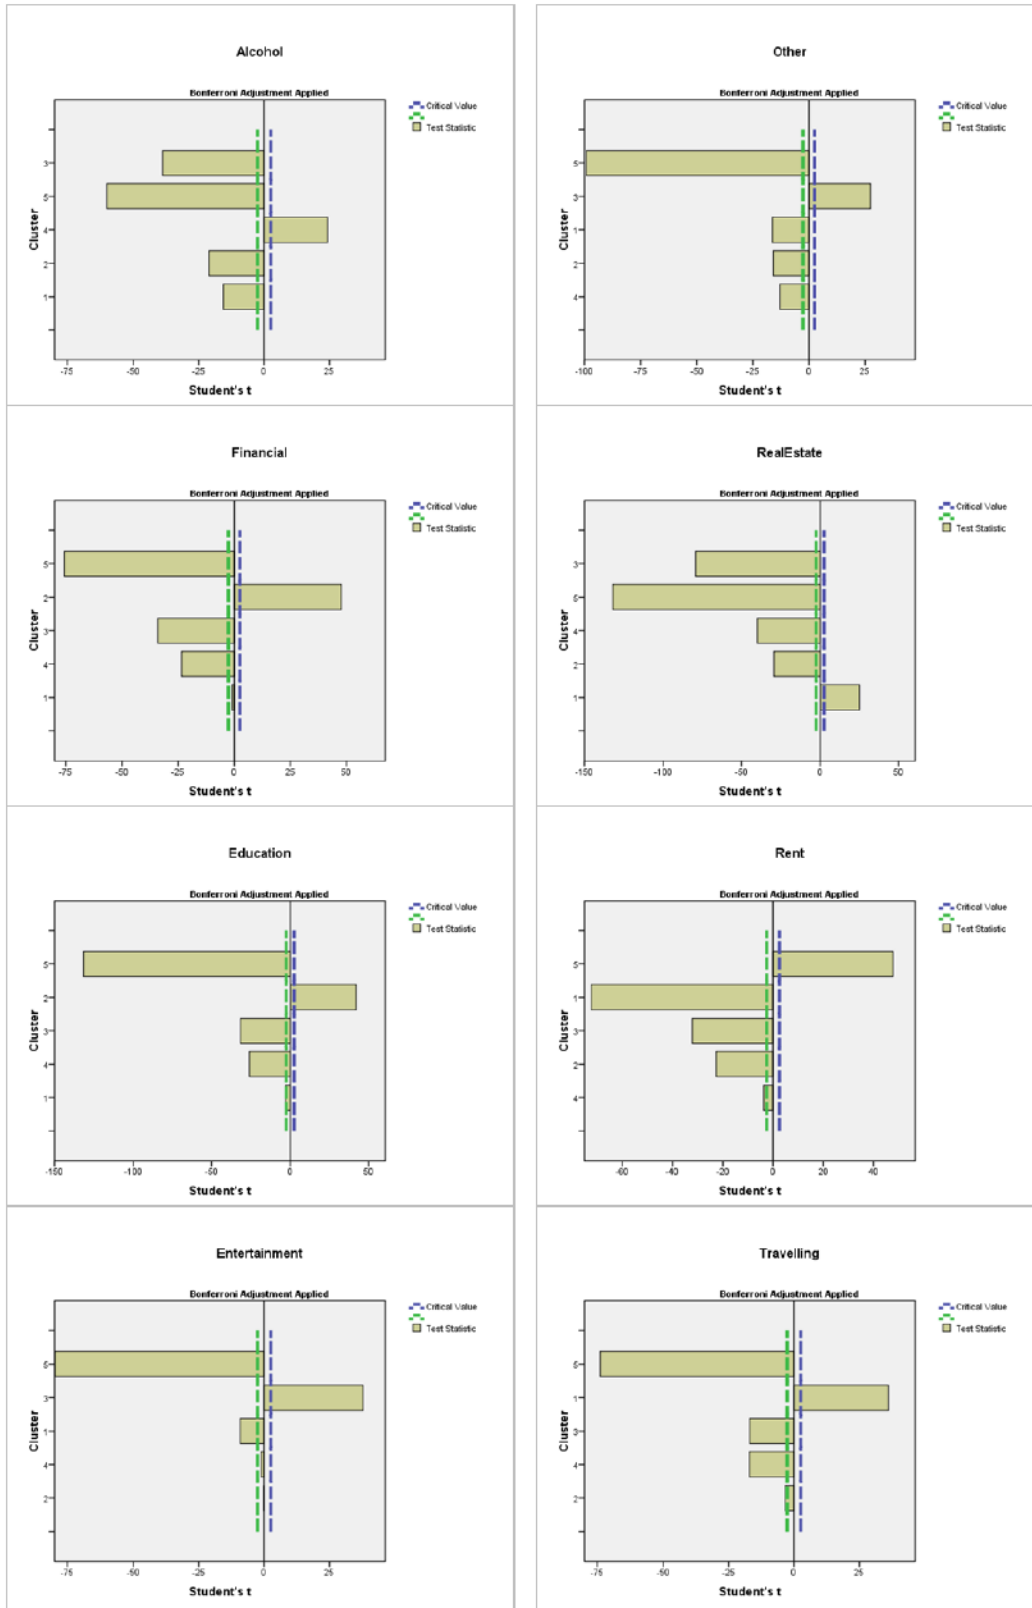 Alcohol
Bonferroni Adjustment Applied
Critical Value
Test Statistic
Cluster
3
5
4
2
1
-75 -50 -25 0 25
Student's t
Other
Bonferroni Adjustment Applied
Critical Value
Test Statistic
Cluster
5
3
1
2
4
-100 -75 -50 -25 0 25
Student's t
Financial
Bonferroni Adjustment Applied
Critical Value
Test Statistic
Cluster
5
2
3
4
1
-75 -50 -25 0 25 50
Student's t
RealEstate
Bonferroni Adjustment Applied
Critical Value
Test Statistic
Cluster
3
5
4
2
1
-150 -100 -50 0 50
Student's t
Education
Bonferroni Adjustment Applied
Critical Value
Test Statistic
Cluster
5
2
3
4
1
-150 -100 -50 0 50
Student's t
Rent
Bonferroni Adjustment Applied
Critical Value
Test Statistic
Cluster
5
1
3
2
4
-60 -40 -20 0 20 40
Student's t
Entertainment
Bonferroni Adjustment Applied
Critical Value
Test Statistic
Cluster
5
3
1
4
2
-75 -50 -25 0 25
Student's t
Travelling
Bonferroni Adjustment Applied
Critical Value
Test Statistic
Cluster
5
1
3
4
2
-75 -50 -25 0 25
Student's t